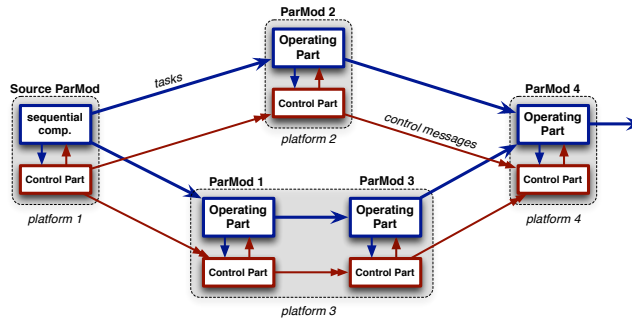 ParMod 2
Operating
Part
Control Part
platform 2
tasks
Source ParMod
sequential
comp.
Control Part
platform 1
control messages
ParMod 4
Operating
Part
Control Part
platform 4
ParMod 1
Operating
Part
Control Part
ParMod 3
Operating
Part
Control Part
platform 3